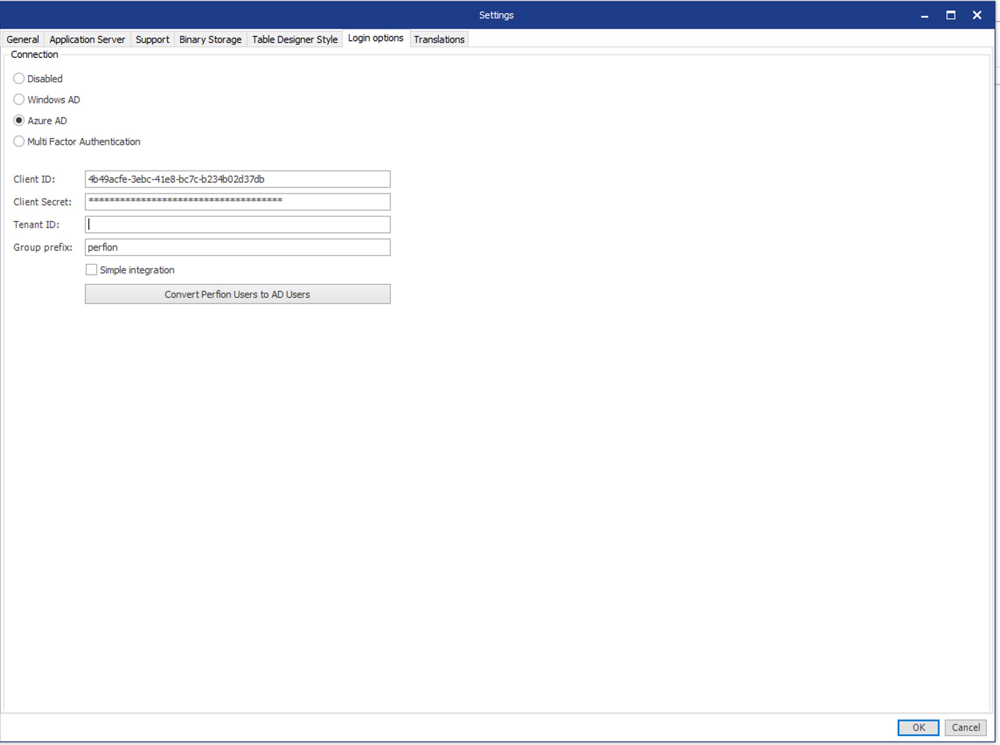 Settings
General Application Server Support Binary Storage Table Designer Style Login options Translations
Connection
Disabled
Windows AD
Azure AD
Multi Factor Authentication
Client ID: 4b49acfe-3ebc-41e8-bc7c-b234b02d37db
Client Secret: *************************************
Tenant ID:
Group prefix: perfion
Simple integration
Convert Perfion Users to AD Users
OK Cancel